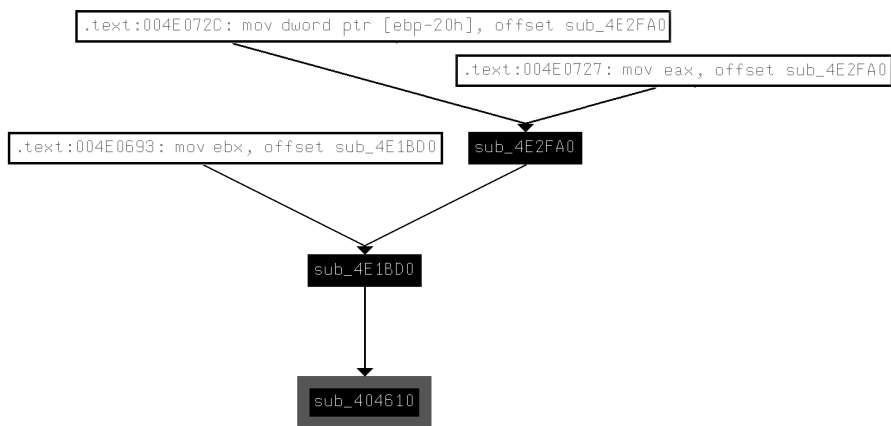 .text:004E072C: mov dword ptr [ebp-20h], offset sub_4E2FA0
.text:004E0727: mov eax, offset sub_4E2FA0
.text:004E0693: mov ebx, offset sub_4E1BD0
sub_4E2FA0
sub_4E1BD0
sub_404610